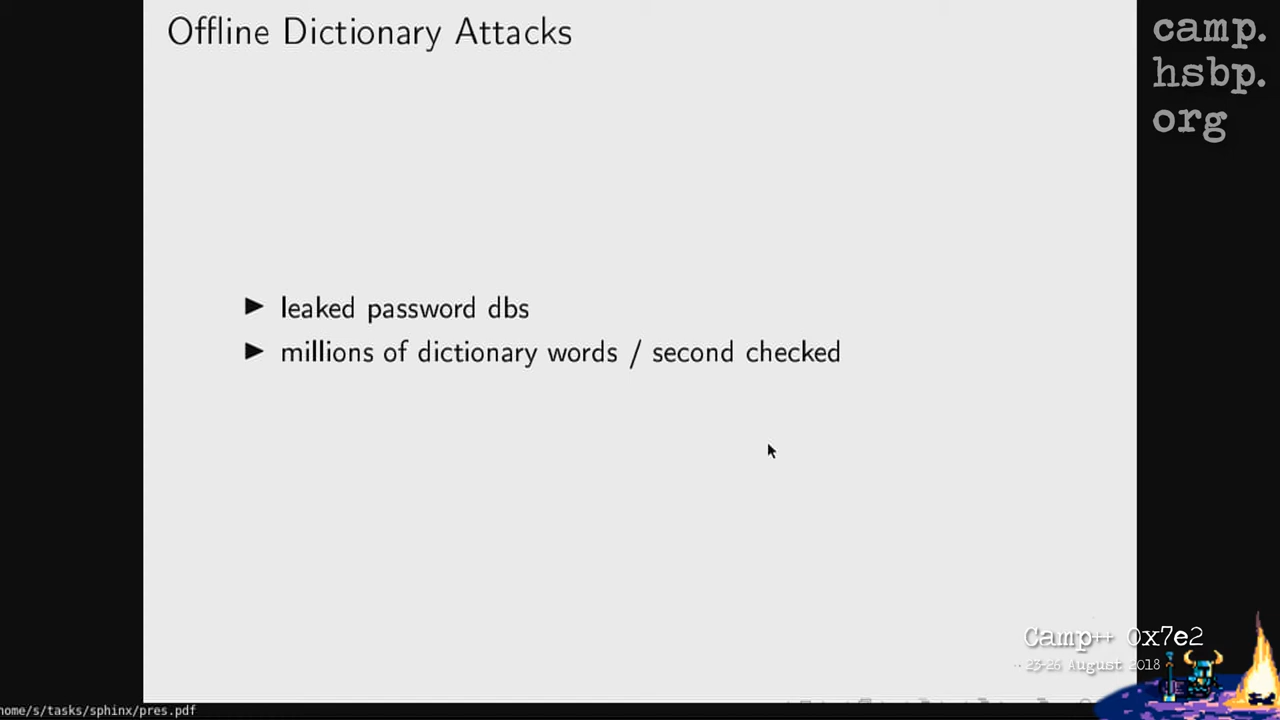 Offline Dictionary Attacks
camp.
hsbp.
org
▶ leaked password dbs
▶ millions of dictionary words / second checked
Camp++ 0x7e2
23-26 August 2018
home/s/tasks/sphinx/pres.pdf